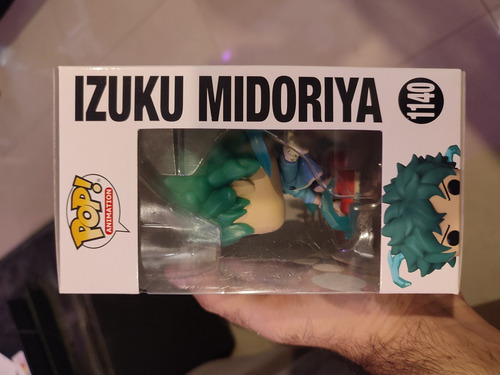 IZUKU MIDORIYA
1140
POP!
ANIMATION